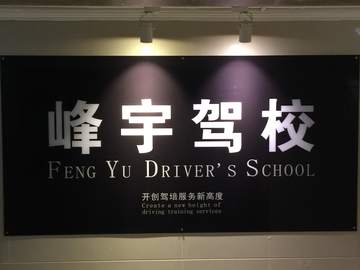 峰宇驾校
FENG YU DRIVER'S SCHOOL
开创驾培服务新高度
Create a new height of
driving training services